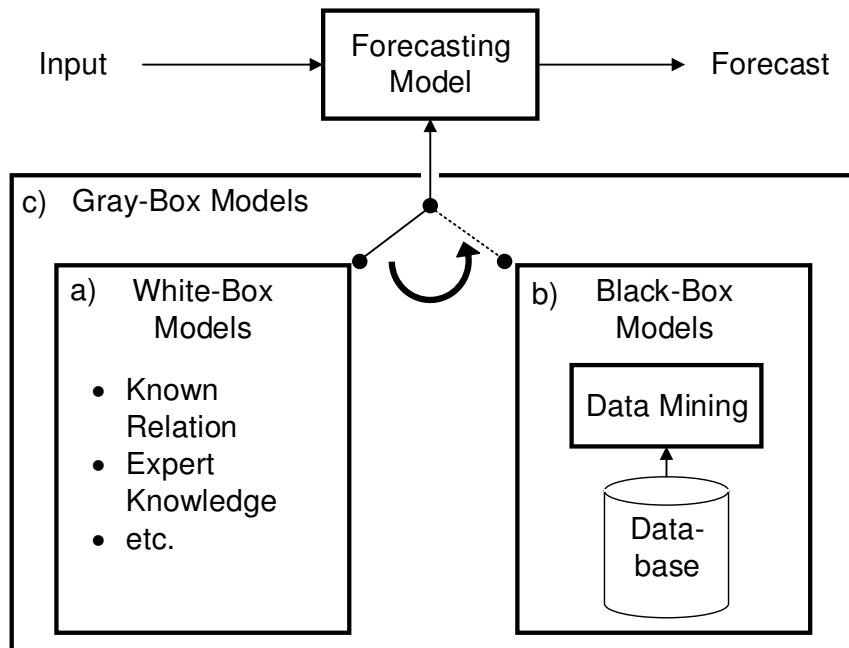 Input
Forecasting
Model
Forecast
c) Gray-Box Models
a) White-Box
Models
• Known
Relation
• Expert
Knowledge
• etc.
b) Black-Box
Models
Data Mining
Data-
base